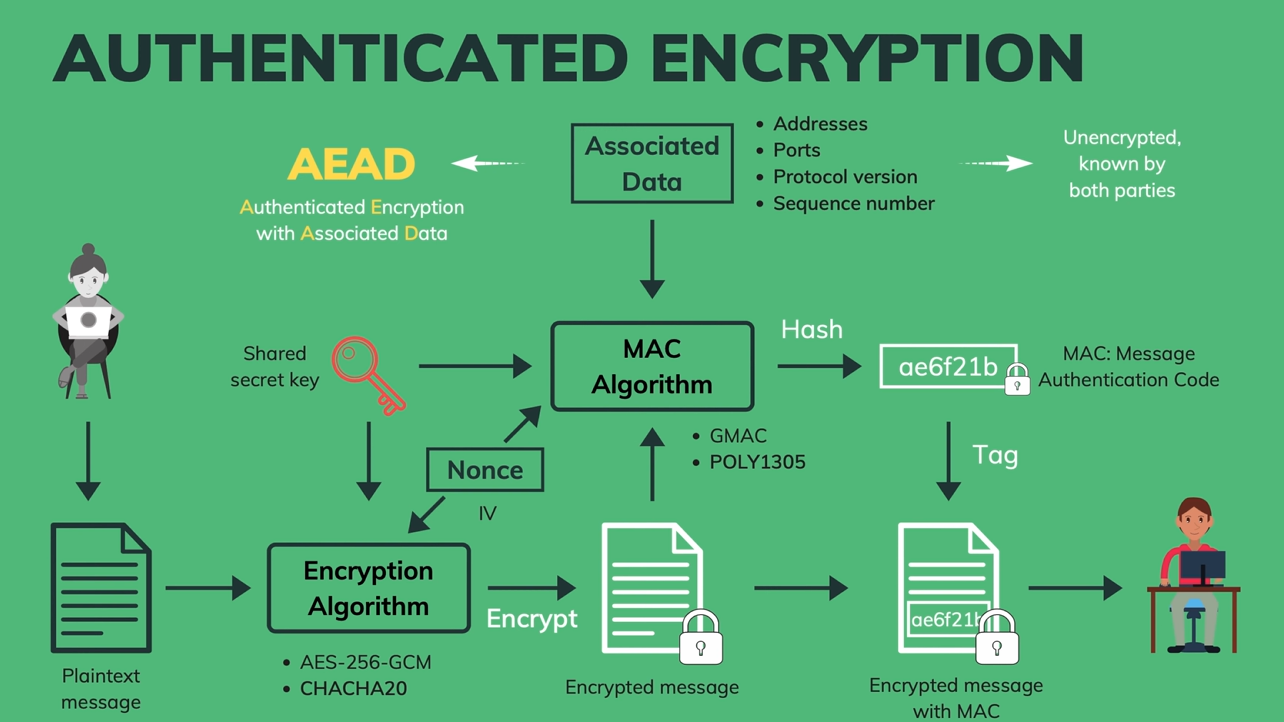 AUTHENTICATED ENCRYPTION
AEAD
Authenticated Encryption
with Associated Data
Associated
Data
• Addresses
• Ports
• Protocol version
• Sequence number
Unencrypted,
known by
both parties
Shared
secret key
MAC
Algorithm
Hash
ae6f21b
MAC: Message
Authentication Code
• GMAC
• POLY1305
Tag
Nonce
IV
Plaintext
message
Encryption
Algorithm
• AES-256-GCM
• CHACHA20
Encrypt
Encrypted message
ae6f21b
Encrypted message
with MAC